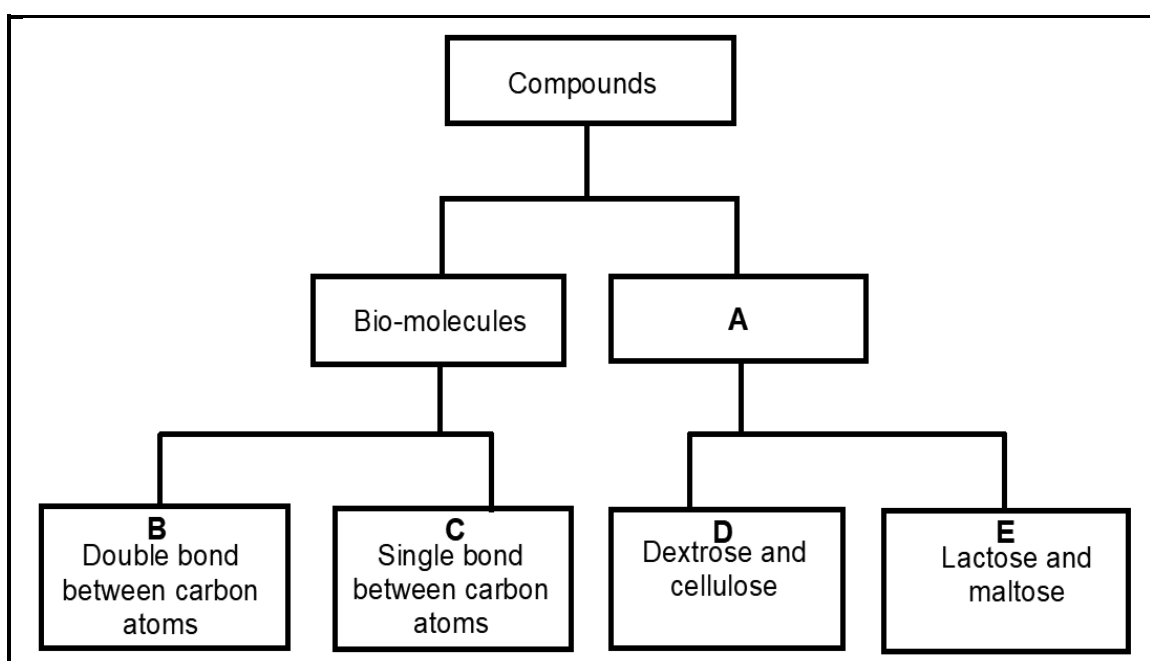 Compounds
Bio-molecules
A
B
Double bond
between carbon
atoms
C
Single bond
between carbon
atoms
D
Dextrose and
cellulose
E
Lactose and
maltose